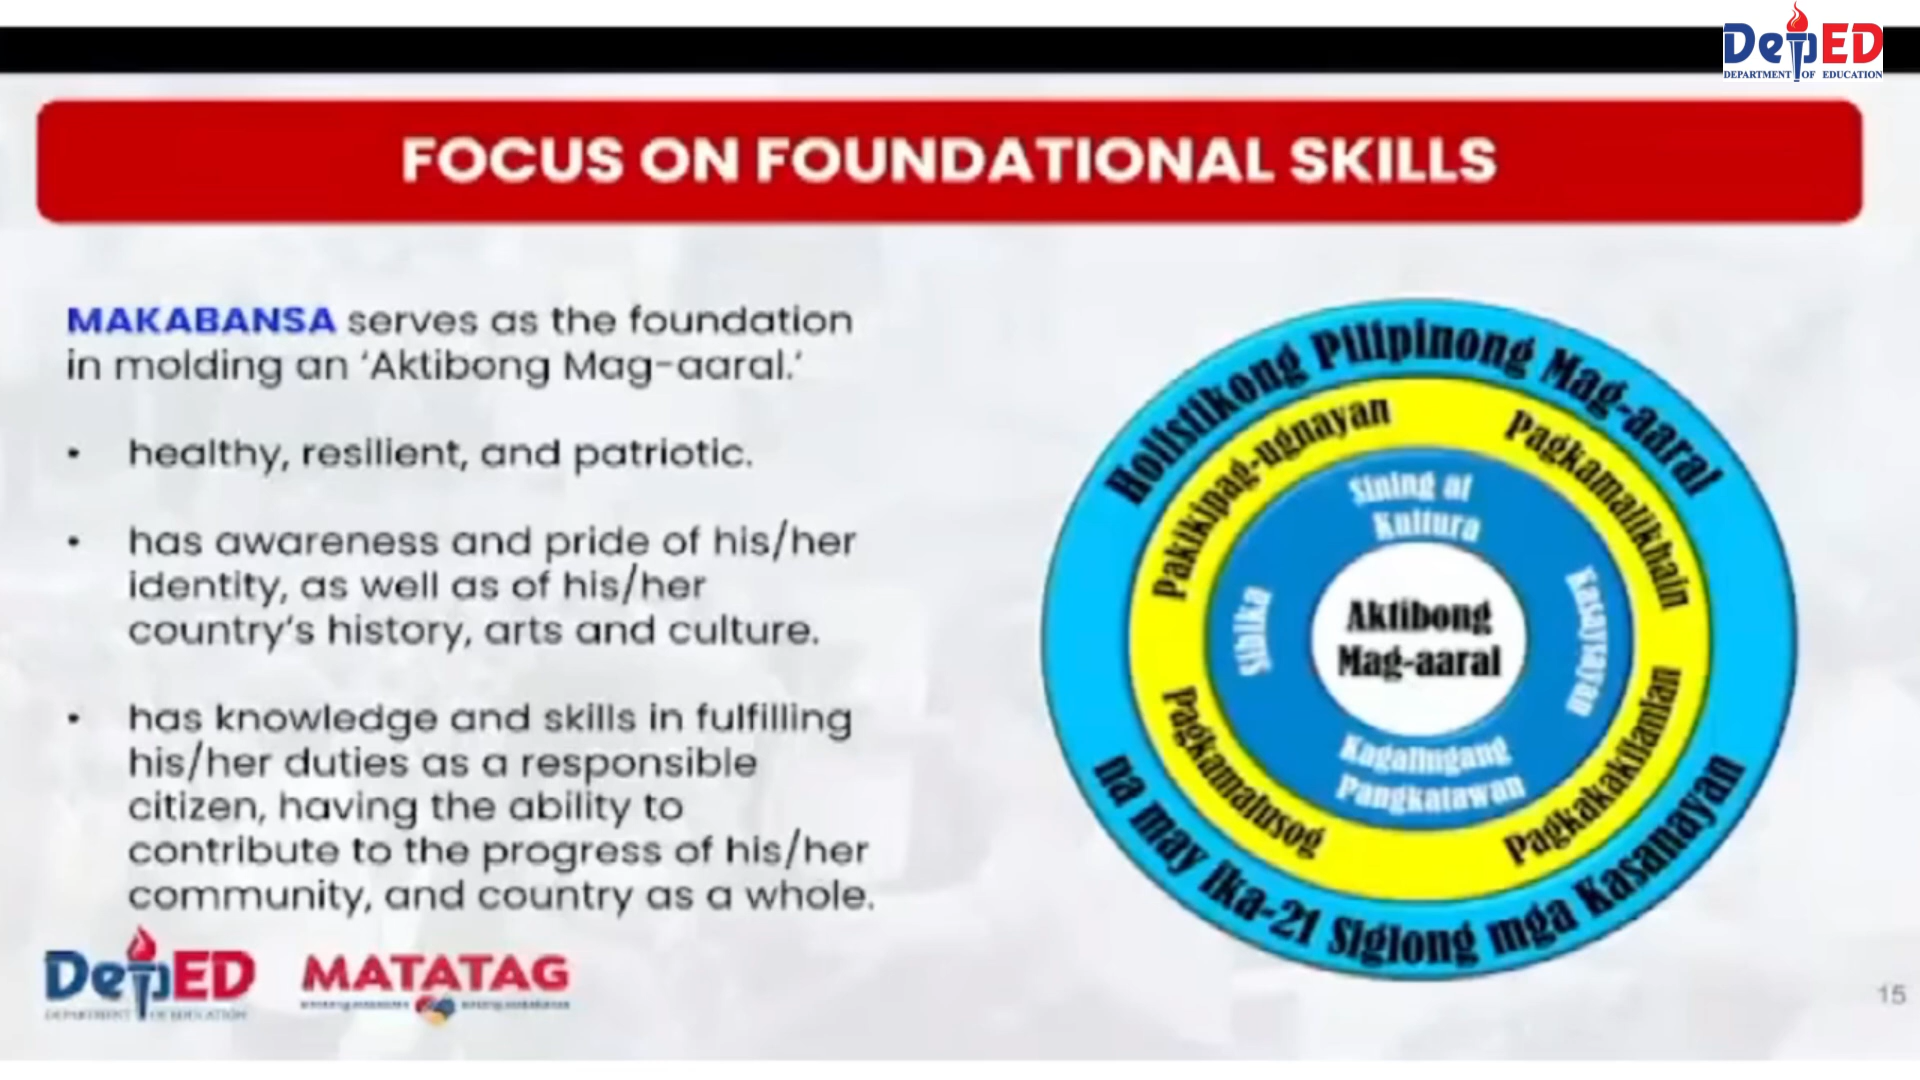 DepED
DEPARTMENT OF EDUCATION
FOCUS ON FOUNDATIONAL SKILLS
MAKABANSA serves as the foundation
in molding an ‘Aktibong Mag-aaral.’
• healthy, resilient, and patriotic.
• has awareness and pride of his/her
identity, as well as of his/her
country’s history, arts and culture.
• has knowledge and skills in fulfilling
his/her duties as a responsible
citizen, having the ability to
contribute to the progress of his/her
community, and country as a whole.
Holistikong Pilipinong Mag-aaral
na may Ika-21 Siglong mga Kasanayan
Pakikipag-ugnayan
Pagkamalikhain
Pagkamalusog
Pagkakakilanlan
Sining at
Kultura
Sibika
Kasaysayan
Kagalingang
Pangkatawan
Aktibong
Mag-aaral
DepED
DEPARTMENT OF EDUCATION
MATATAG
15